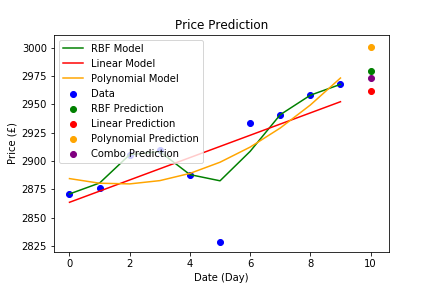 Price Prediction
RBF Model
Linear Model
Polynomial Model
Data
RBF Prediction
Linear Prediction
Polynomial Prediction
Combo Prediction
Price (£)
3000
2975
2950
2925
2900
2875
2850
2825
0 2 4 6 8 10
Date (Day)